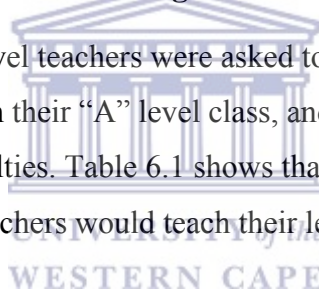 vel teachers were asked to
n their “A” level class, and
lties. Table 6.1 shows tha
chers would teach their le
UNIVERSITY of the
WESTERN CAPE